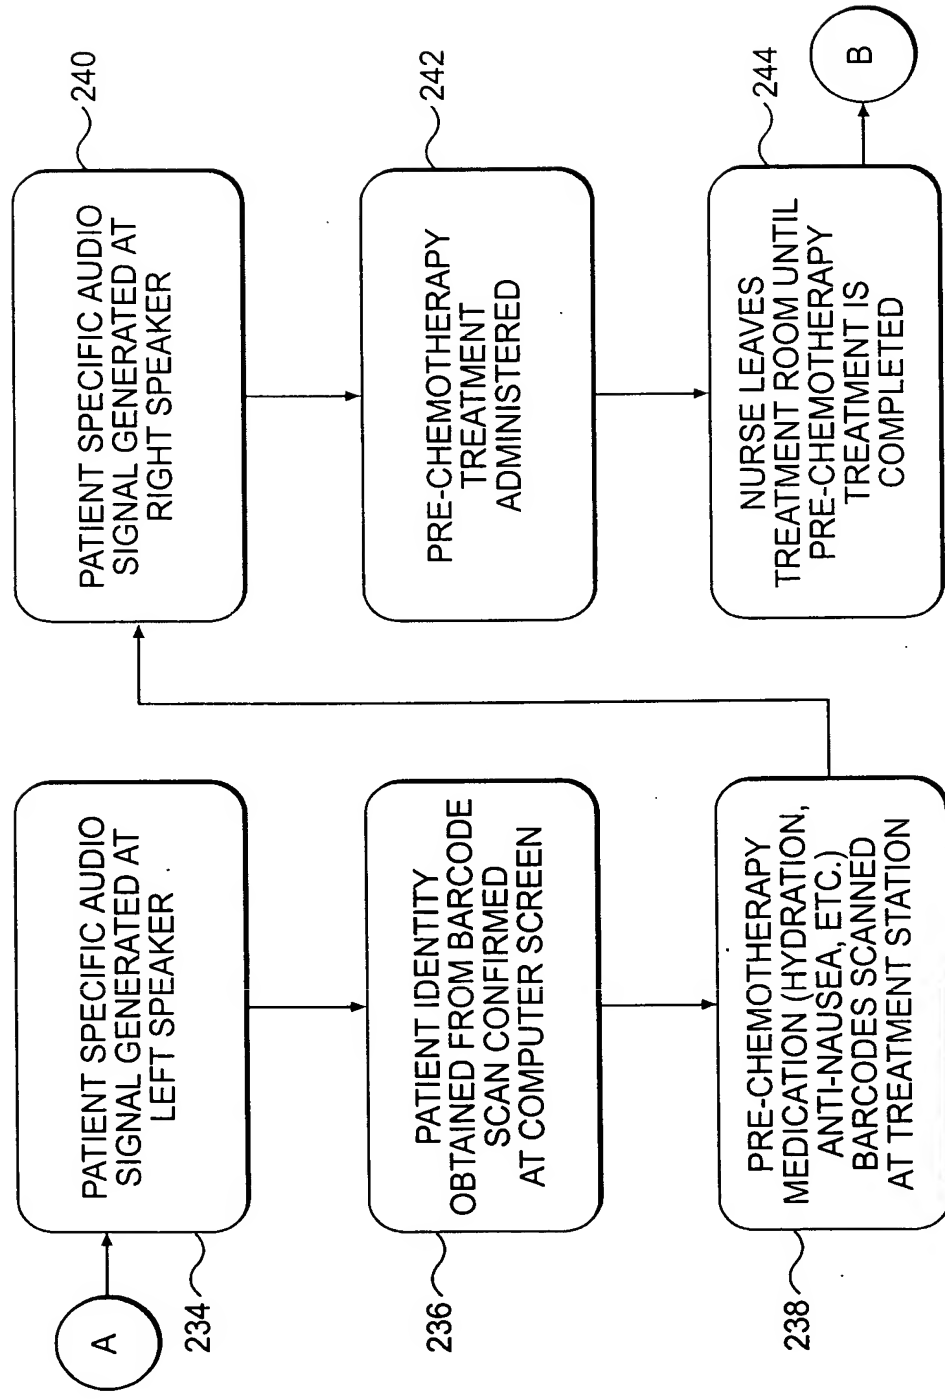 A
234
PATIENT SPECIFIC AUDIO
SIGNAL GENERATED AT
LEFT SPEAKER
236
PATIENT IDENTITY
OBTAINED FROM BARCODE
SCAN CONFIRMED
AT COMPUTER SCREEN
238
PRE-CHEMOTHERAPY
MEDICATION (HYDRATION,
ANTI-NAUSEA, ETC.)
BARCODES SCANNED
AT TREATMENT STATION
240
PATIENT SPECIFIC AUDIO
SIGNAL GENERATED AT
RIGHT SPEAKER
242
PRE-CHEMOTHERAPY
TREATMENT
ADMINISTERED
244
NURSE LEAVES
TREATMENT ROOM UNTIL
PRE-CHEMOTHERAPY
TREATMENT IS
COMPLETED
B